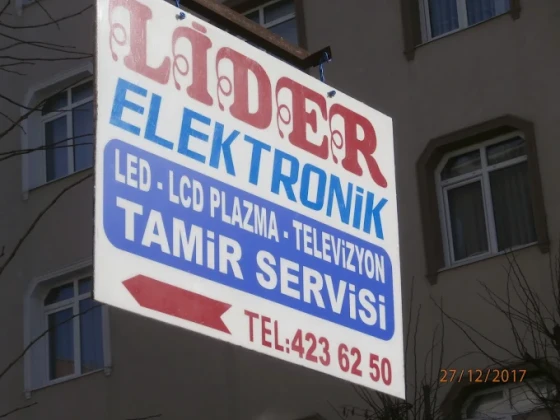 LİDER
ELEKTRONİK
LED - LCD PLAZMA - TELEVİZYON
TAMİR SERVİSİ
TEL:423 62 50
27/12/2017